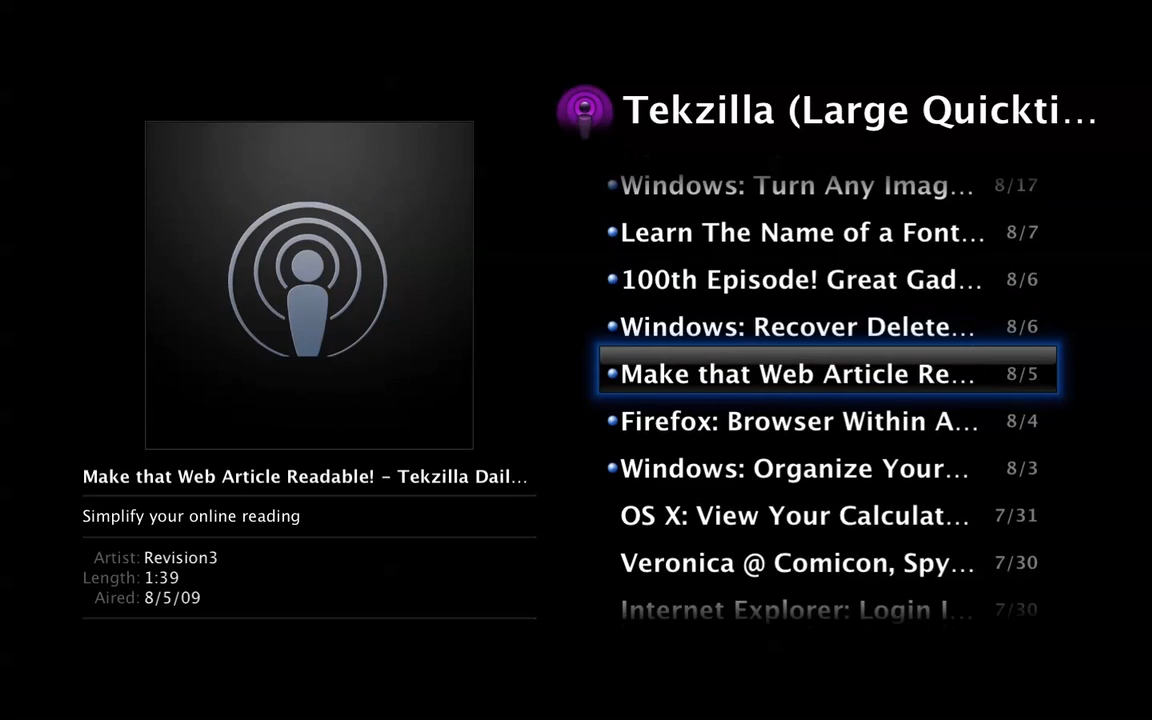 Tekzilla (Large Quickti...
Windows: Turn Any Imag... 8/17
Learn The Name of a Font... 8/7
100th Episode! Great Gad... 8/6
Windows: Recover Delete... 8/6
Make that Web Article Re... 8/5
Firefox: Browser Within A... 8/4
Windows: Organize Your... 8/3
OS X: View Your Calculat... 7/31
Veronica @ Comicon, Spy... 7/30
Internet Explorer: Login I... 7/30
Make that Web Article Readable! – Tekzilla Dail...
Simplify your online reading
Artist: Revision3
Length: 1:39
Aired: 8/5/09